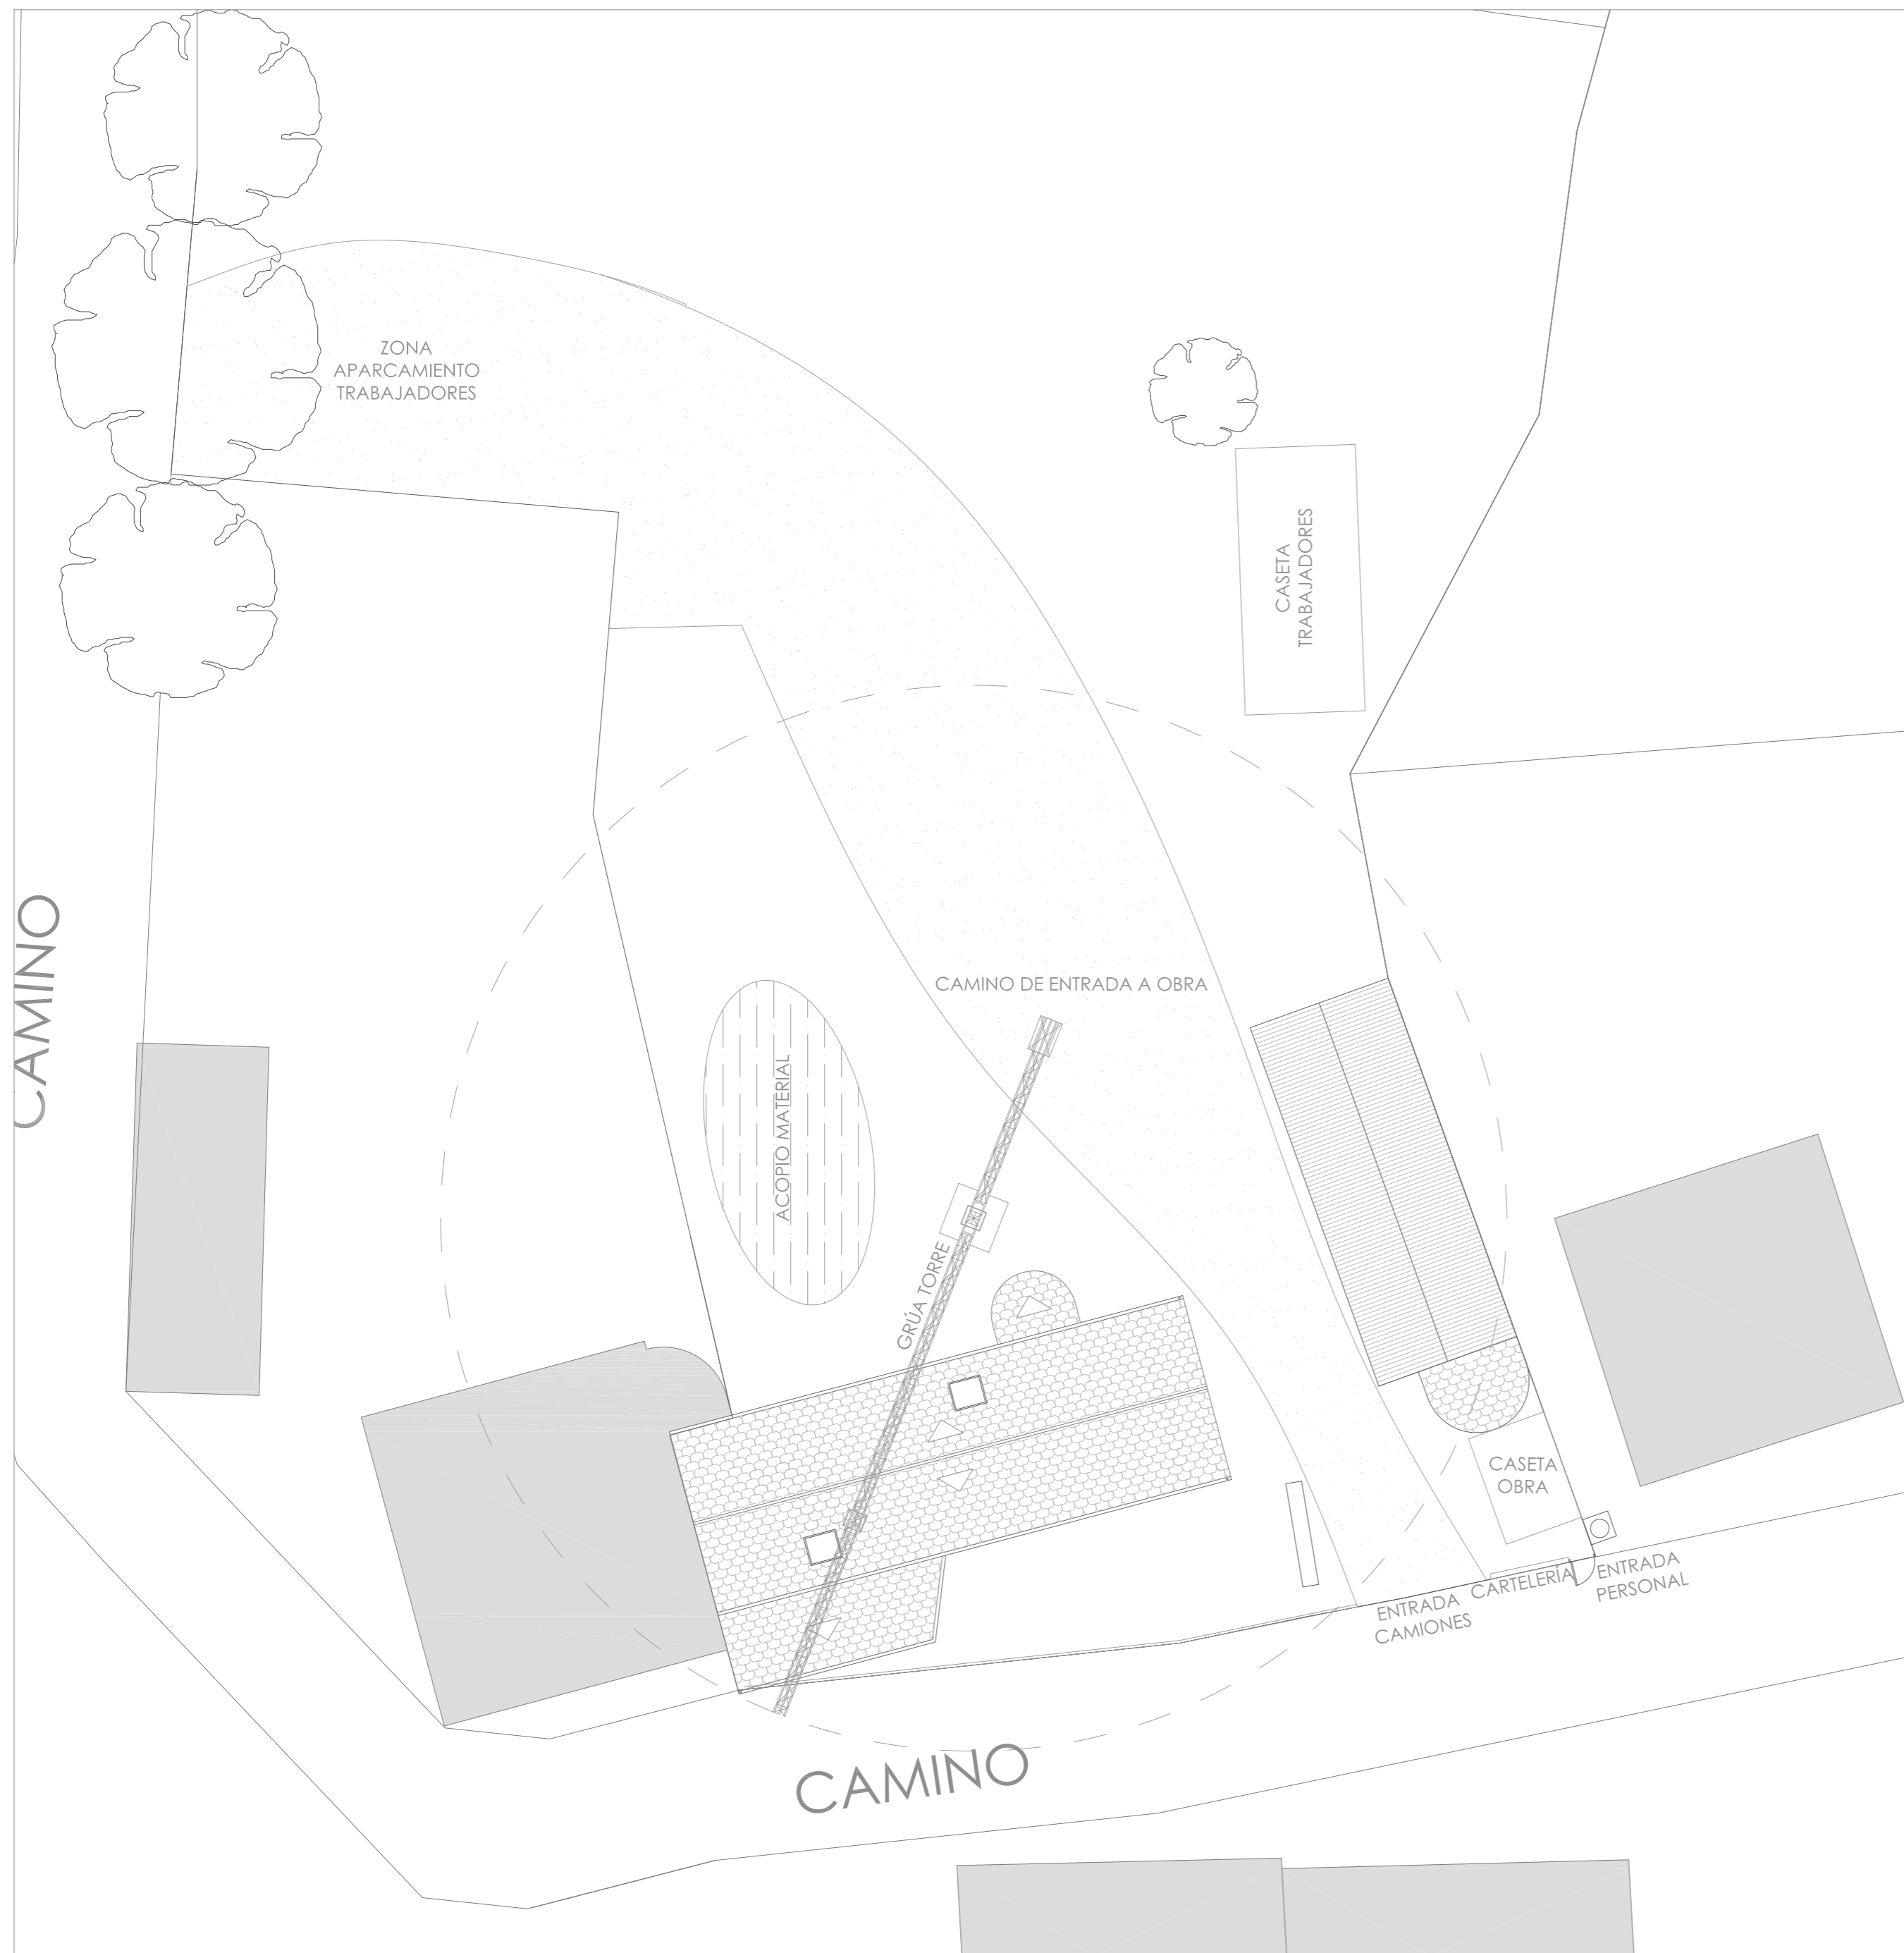 ZONA
APARCAMIENTO
TRABAJADORES
CASETA
TRABAJADORES
CAMINO
CAMINO DE ENTRADA A OBRA
ACOPIO MATERIAL
GRÚA TORRE
CASETA
OBRA
ENTRADA
CAMIONES
CARTELERÍA
ENTRADA
PERSONAL
CAMINO